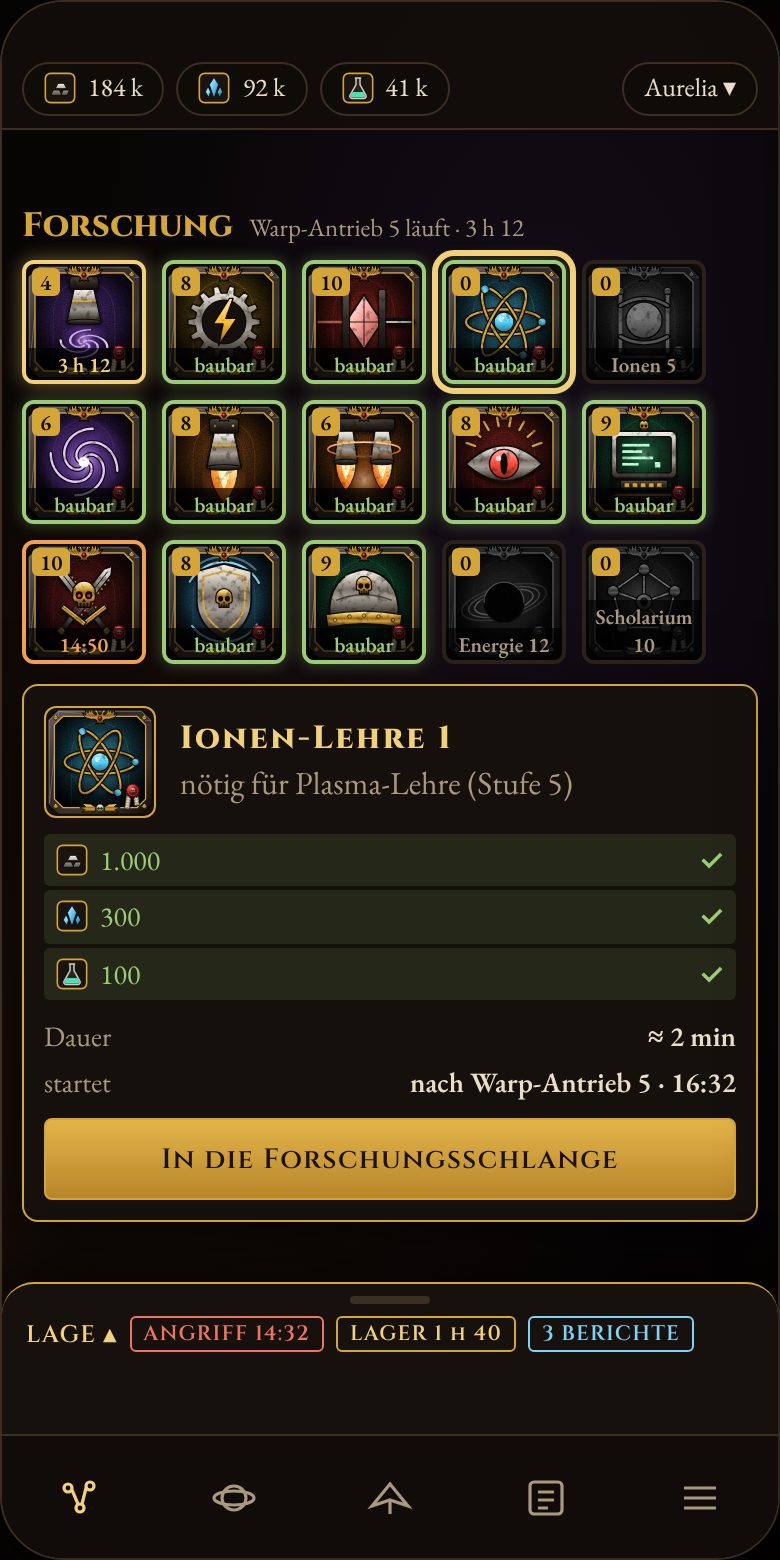 184 k 92 k 41 k Aurelia ▾
Forschung Warp-Antrieb 5 läuft · 3 h 12
4 8 10 0 0
3 h 12 baubar baubar baubar Ionen 5
6 8 6 8 9
baubar baubar baubar baubar baubar
10 8 9 0 0
14:50 baubar baubar Energie 12 Scholarium 10
Ionen-Lehre 1
nötig für Plasma-Lehre (Stufe 5)
1.000 ✓
300 ✓
100 ✓
Dauer ≈ 2 min
startet nach Warp-Antrieb 5 · 16:32
In die Forschungsschlange
LAGE ▴ ANGRIFF 14:32 LAGER 1 H 40 3 BERICHTE